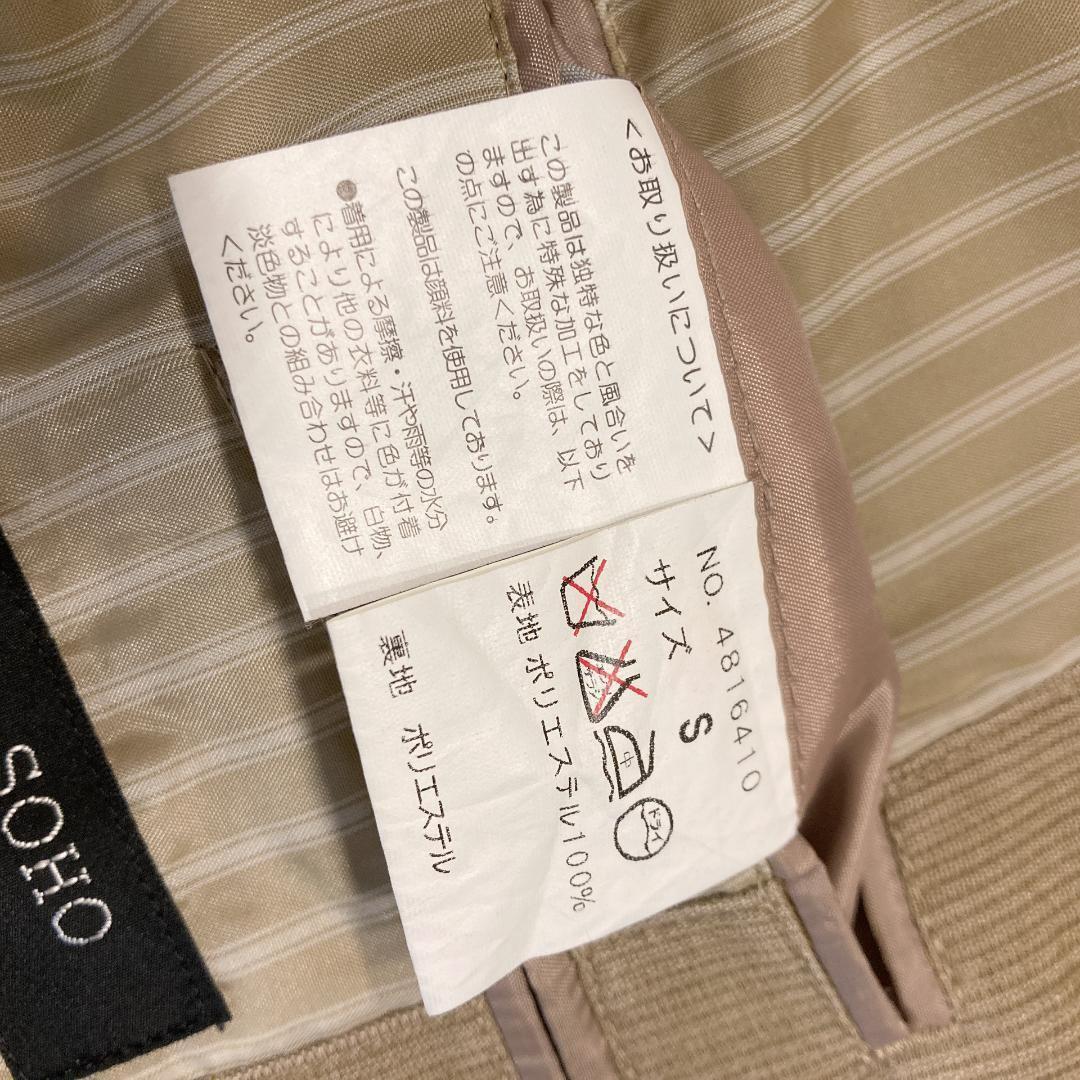 <お取り扱いについて>
この製品は独特な色と風合いを
出す為に特殊な加工をしており
ますので、お取扱いの際は、以下
の点にご注意ください。
この製品は顔料を使用しております。
●着用による摩擦・汗や雨等の水分
により他の衣料等に色が付着
することがありますので、白物、
淡色物との組み合わせはお避け
ください。
NO. 4816410
サイズ S
中
ドライ
表地 ポリエステル100%
裏地 ポリエステル
SOHO